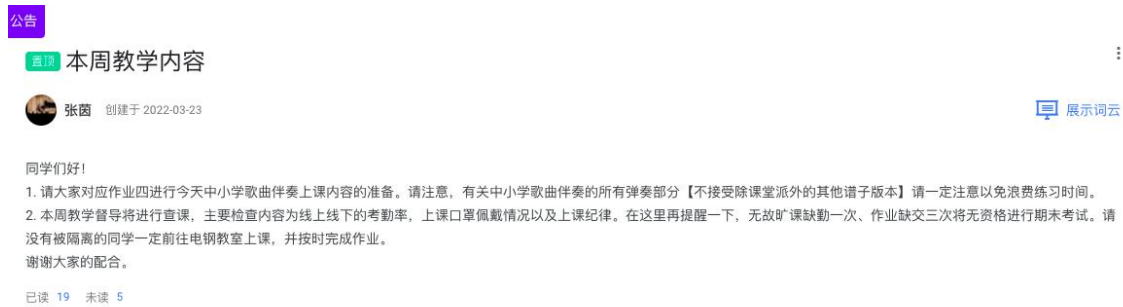 公告
置顶 本周教学内容
张茵 创建于 2022-03-23
展示词云
同学们好！
1. 请大家对应作业四进行今天中小学歌曲伴奏上课内容的准备。请注意，有关中小学歌曲伴奏的所有弹奏部分【不接受除课堂派外的其他谱子版本】请一定注意以免浪费练习时间。
2. 本周教学督导将进行查课，主要检查内容为线上线下的考勤率，上课口罩佩戴情况以及上课纪律。在这里再提醒一下，无故旷课缺勤一次、作业缺交三次将无资格进行期末考试。请
没有被隔离的同学一定前往电钢教室上课，并按时完成作业。
谢谢大家的配合。
已读 19 未读 5